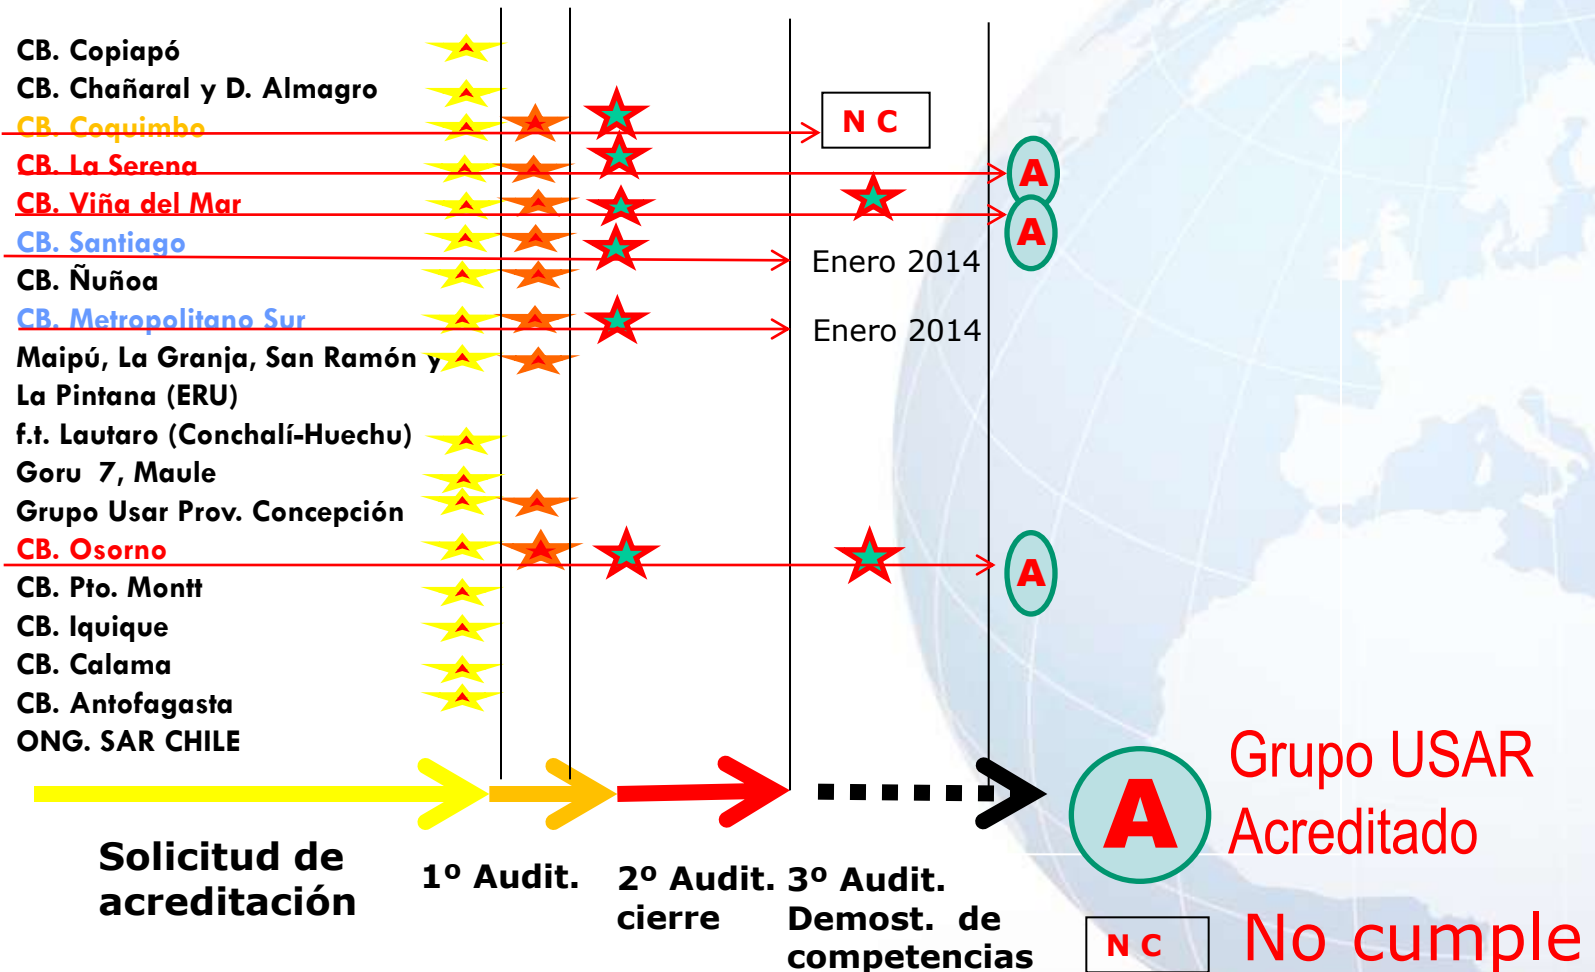 CB. Copiapó
CB. Chañaral y D. Almagro
CB. Coquimbo
N C
CB. La Serena
A
CB. Viña del Mar
A
CB. Santiago
Enero 2014
CB. Ñuñoa
CB. Metropolitano Sur
Enero 2014
Maipú, La Granja, San Ramón y
La Pintana (ERU)
f.t. Lautaro (Conchalí-Huechu)
Goru 7, Maule
Grupo Usar Prov. Concepción
CB. Osorno
A
CB. Pto. Montt
CB. Iquique
CB. Calama
CB. Antofagasta
ONG. SAR CHILE
Solicitud de
acreditación
1º Audit.
2º Audit.
cierre
3º Audit.
Demost. de
competencias
A
Grupo USAR
Acreditado
N C
No cumple